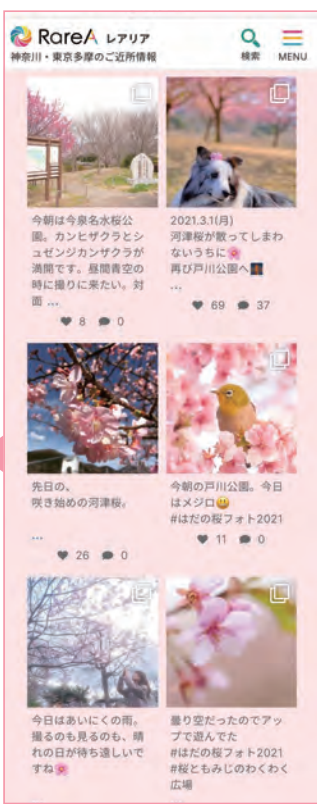 RareA レアリア
神奈川・東京多摩のご近所情報
検索
MENU
今朝は今泉名水桜公
園。カンヒザクラとシ
ュゼンジカンザクラが
満開です。昼間青空の
時に撮りに来たい。対
面 ...
♥ 8 💬 0
2021.3.1(月)
河津桜が散ってしまわ
ないうちに🌸
再び戸川公園へ🎆
...
♥ 69 💬 37
先日の。
咲き始めの河津桜。
...
♥ 26 💬 0
今朝の戸川公園。今日
はメジロ😃
#はだの桜フォト2021
♥ 11 💬 0
今日はあいにくの雨。
撮るのも見るのも、晴
れの日が待ち遠しいで
すね🌸
曇り空だったのでアッ
プで遊んでた
#はだの桜フォト2021
#桜ともみじのわくわく
広場